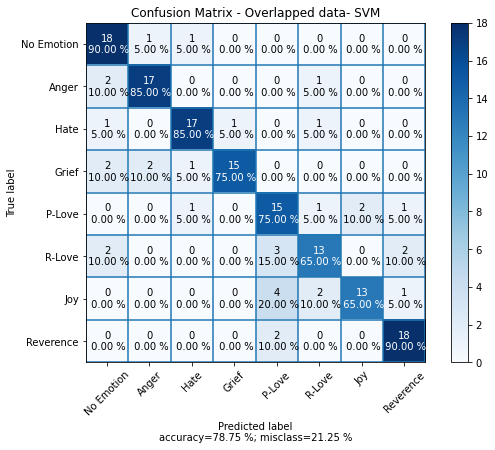 Confusion Matrix - Overlapped data- SVM
No Emotion 18 1 1 0 0 0 0 0
90.00 % 5.00 % 5.00 % 0.00 % 0.00 % 0.00 % 0.00 % 0.00 %
Anger 2 17 0 0 0 1 0 0
10.00 % 85.00 % 0.00 % 0.00 % 0.00 % 5.00 % 0.00 % 0.00 %
Hate 1 0 17 1 0 1 0 0
5.00 % 0.00 % 85.00 % 5.00 % 0.00 % 5.00 % 0.00 % 0.00 %
Grief 2 2 1 15 0 0 0 0
10.00 % 10.00 % 5.00 % 75.00 % 0.00 % 0.00 % 0.00 % 0.00 %
P-Love 0 0 1 0 15 1 2 1
0.00 % 0.00 % 5.00 % 0.00 % 75.00 % 5.00 % 10.00 % 5.00 %
R-Love 2 0 0 0 3 13 0 2
10.00 % 0.00 % 0.00 % 0.00 % 15.00 % 65.00 % 0.00 % 10.00 %
Joy 0 0 0 0 4 2 13 1
0.00 % 0.00 % 0.00 % 0.00 % 20.00 % 10.00 % 65.00 % 5.00 %
Reverence 0 0 0 0 2 0 0 18
0.00 % 0.00 % 0.00 % 0.00 % 10.00 % 0.00 % 0.00 % 90.00 %
True label
No Emotion Anger Hate Grief P-Love R-Love Joy Reverence
Predicted label
accuracy=78.75 %; misclass=21.25 %
18
16
14
12
10
8
6
4
2
0